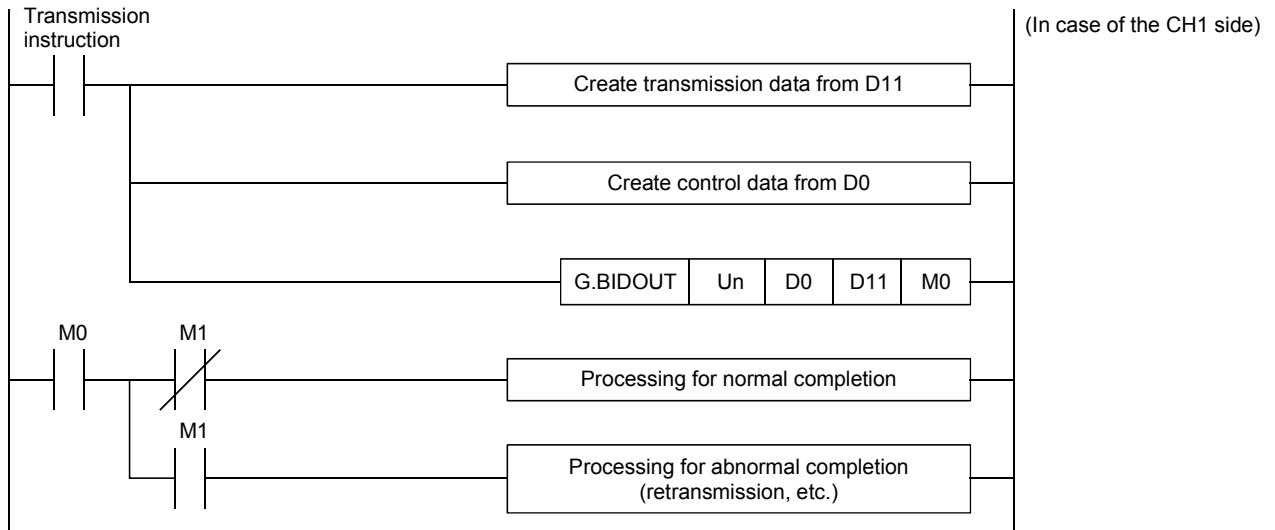 Transmission
instruction
(In case of the CH1 side)
Create transmission data from D11
Create control data from D0
G.BIDOUT Un D0 D11 M0
M0 M1
Processing for normal completion
M1
Processing for abnormal completion
(retransmission, etc.)